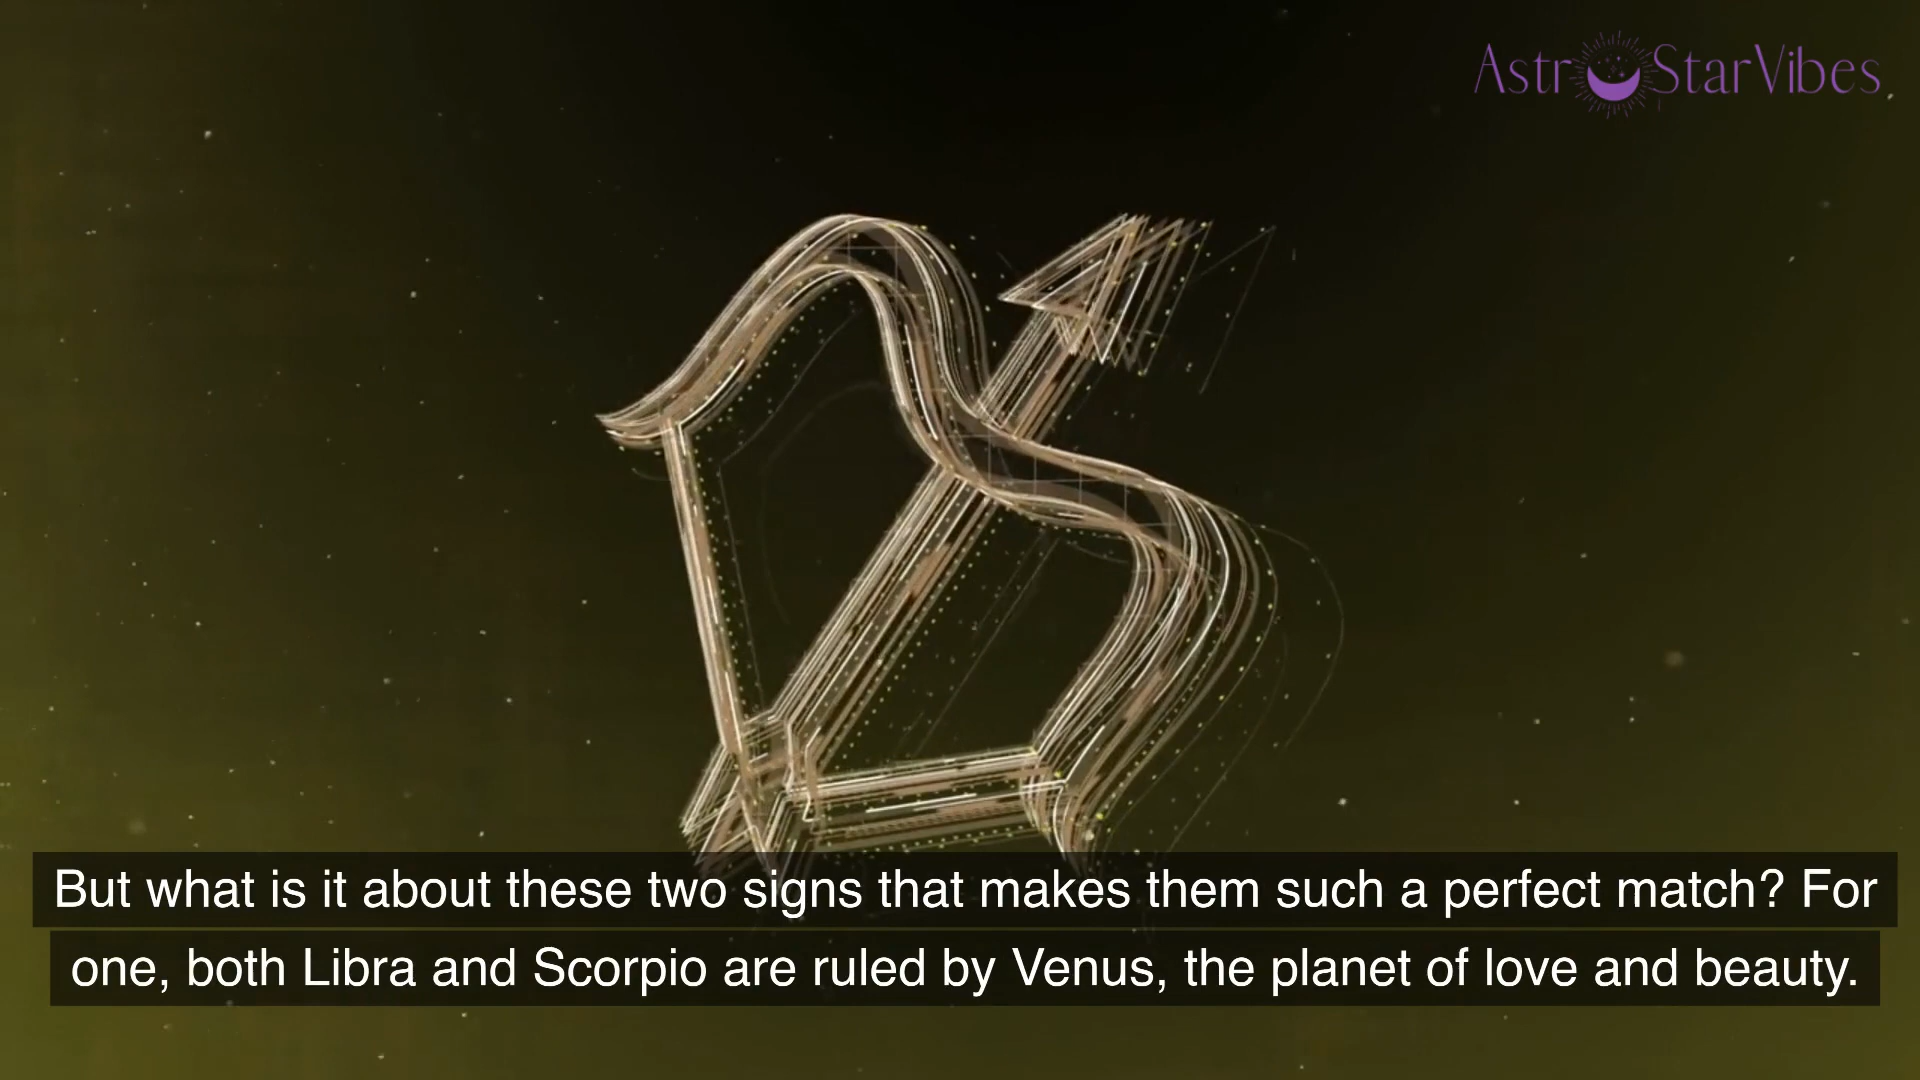 AstroStarVibes
But what is it about these two signs that makes them such a perfect match? For
one, both Libra and Scorpio are ruled by Venus, the planet of love and beauty.